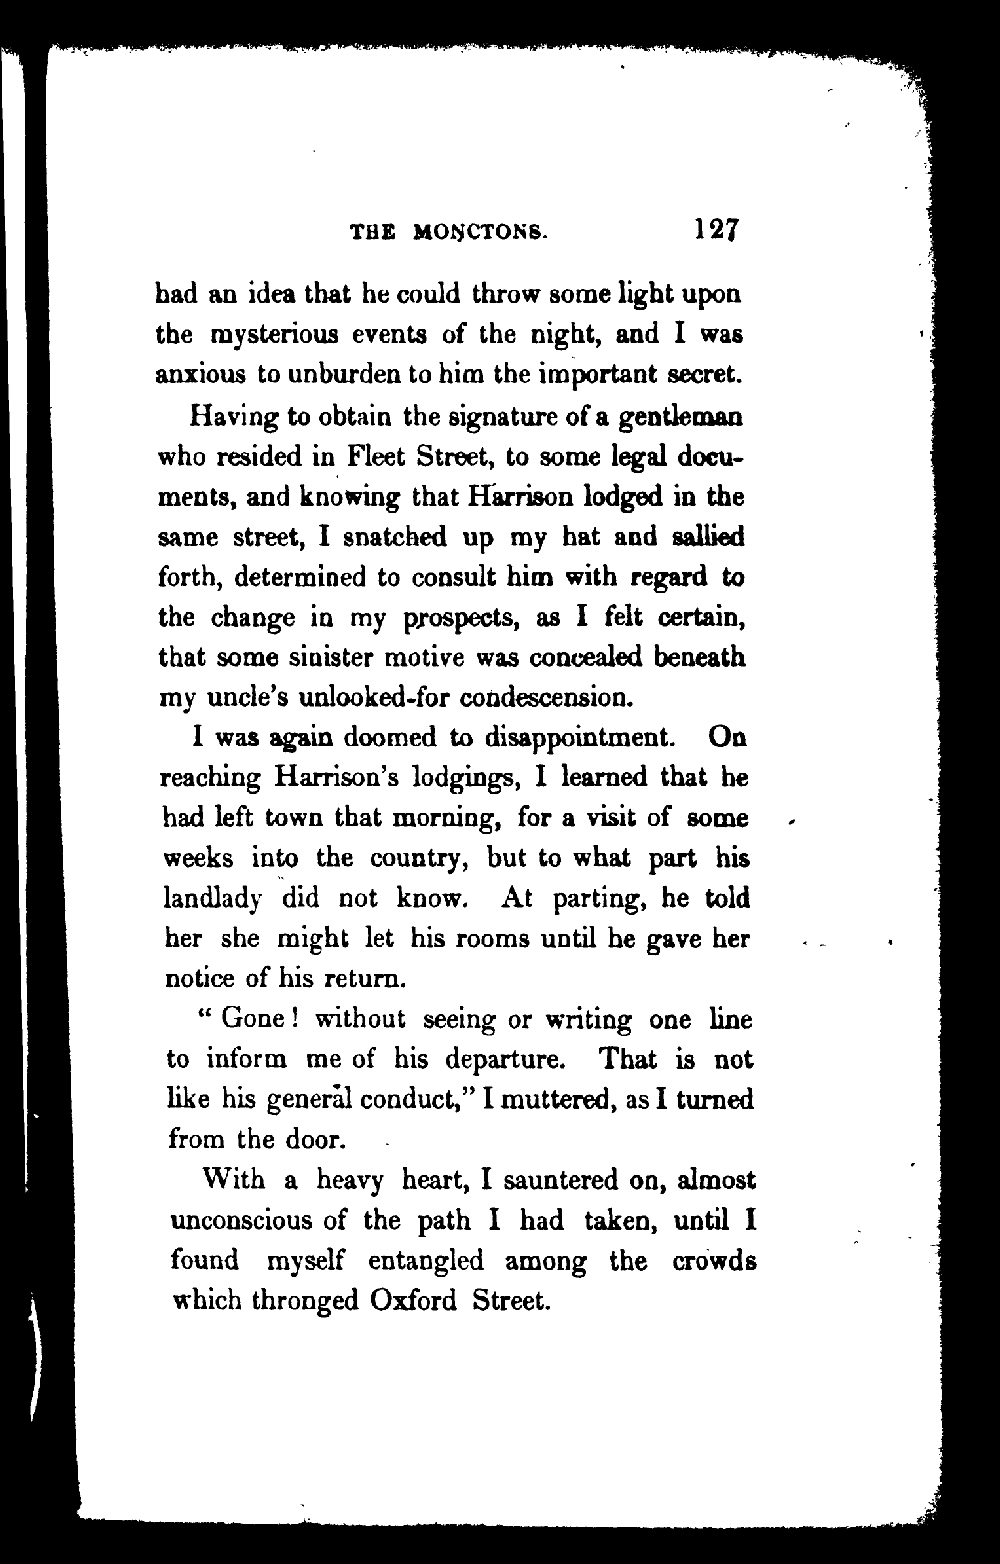 THE MONCTONS. 127
had an idea that he could throw some light upon
the mysterious events of the night, and I was
anxious to unburden to him the important secret.
Having to obtain the signature of a gentleman
who resided in Fleet Street, to some legal docu-
ments, and knowing that Harrison lodged in the
same street, I snatched up my hat and sallied
forth, determined to consult him with regard to
the change in my prospects, as I felt certain,
that some sinister motive was concealed beneath
my uncle's unlooked-for condescension.
I was again doomed to disappointment. On
reaching Harrison's lodgings, I learned that he
had left town that morning, for a visit of some
weeks into the country, but to what part his
landlady did not know. At parting, he told
her she might let his rooms until he gave her
notice of his return.
“ Gone ! without seeing or writing one line
to inform me of his departure. That is not
like his general conduct,” I muttered, as I turned
from the door.
With a heavy heart, I sauntered on, almost
unconscious of the path I had taken, until I
found myself entangled among the crowds
which thronged Oxford Street.